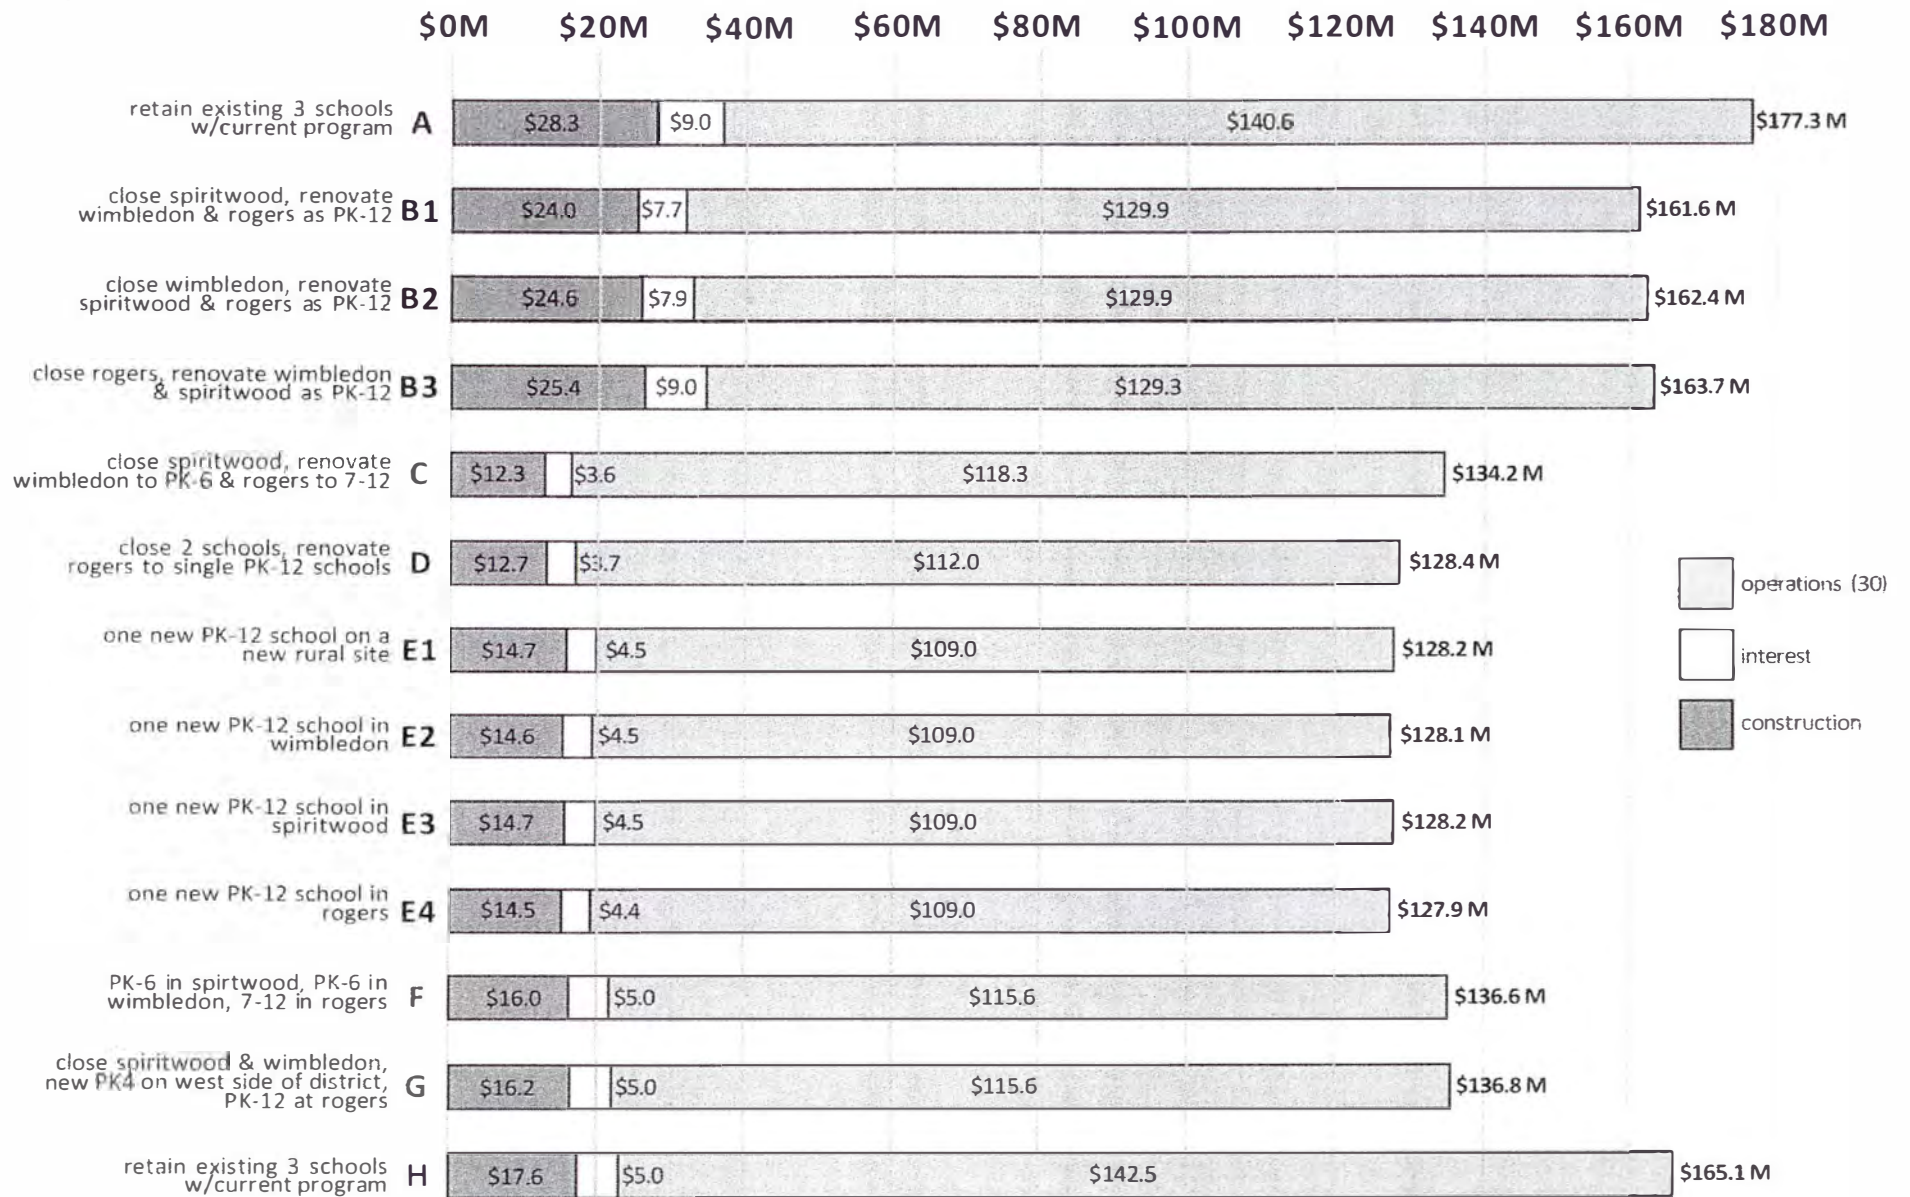 $0M $20M $40M $60M $80M $100M $120M $140M $160M $180M
retain existing 3 schools
w/current program
A $28.3 $9.0 $140.6 $177.3 M
close spiritwood, renovate
wimbledon & rogers as PK-12
B1 $24.0 $7.7 $129.9 $161.6 M
close wimbledon, renovate
spiritwood & rogers as PK-12
B2 $24.6 $7.9 $129.9 $162.4 M
close rogers, renovate wimbledon
& spiritwood as PK-12
B3 $25.4 $9.0 $129.3 $163.7 M
close spiritwood, renovate
wimbledon to PK-6 & rogers to 7-12
C $12.3 $3.6 $118.3 $134.2 M
close 2 schools, renovate
rogers to single PK-12 schools
D $12.7 $3.7 $112.0 $128.4 M
one new PK-12 school on a
new rural site
E1 $14.7 $4.5 $109.0 $128.2 M
one new PK-12 school in
wimbledon
E2 $14.6 $4.5 $109.0 $128.1 M
one new PK-12 school in
spiritwood
E3 $14.7 $4.5 $109.0 $128.2 M
one new PK-12 school in
rogers
E4 $14.5 $4.4 $109.0 $127.9 M
PK-6 in spirtwood, PK-6 in
wimbledon, 7-12 in rogers
F $16.0 $5.0 $115.6 $136.6 M
close spiritwood & wimbledon,
new PK4 on west side of district,
PK-12 at rogers
G $16.2 $5.0 $115.6 $136.8 M
retain existing 3 schools
w/current program
H $17.6 $5.0 $142.5 $165.1 M
operations (30)
interest
construction